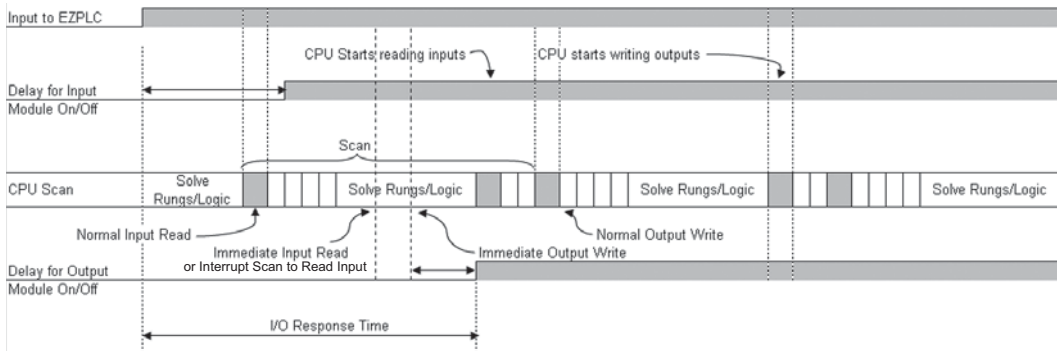 Input to EZPLC
CPU Starts reading inputs
CPU starts writing outputs
Delay for Input
Module On/Off
Scan
CPU Scan
Solve
Rungs/Logic
Solve Rungs/Logic
Solve Rungs/Logic
Solve Rungs/Logic
Normal Input Read
Normal Output Write
Immediate Input Read
or Interrupt Scan to Read Input
Immediate Output Write
Delay for Output
Module On/Off
I/O Response Time